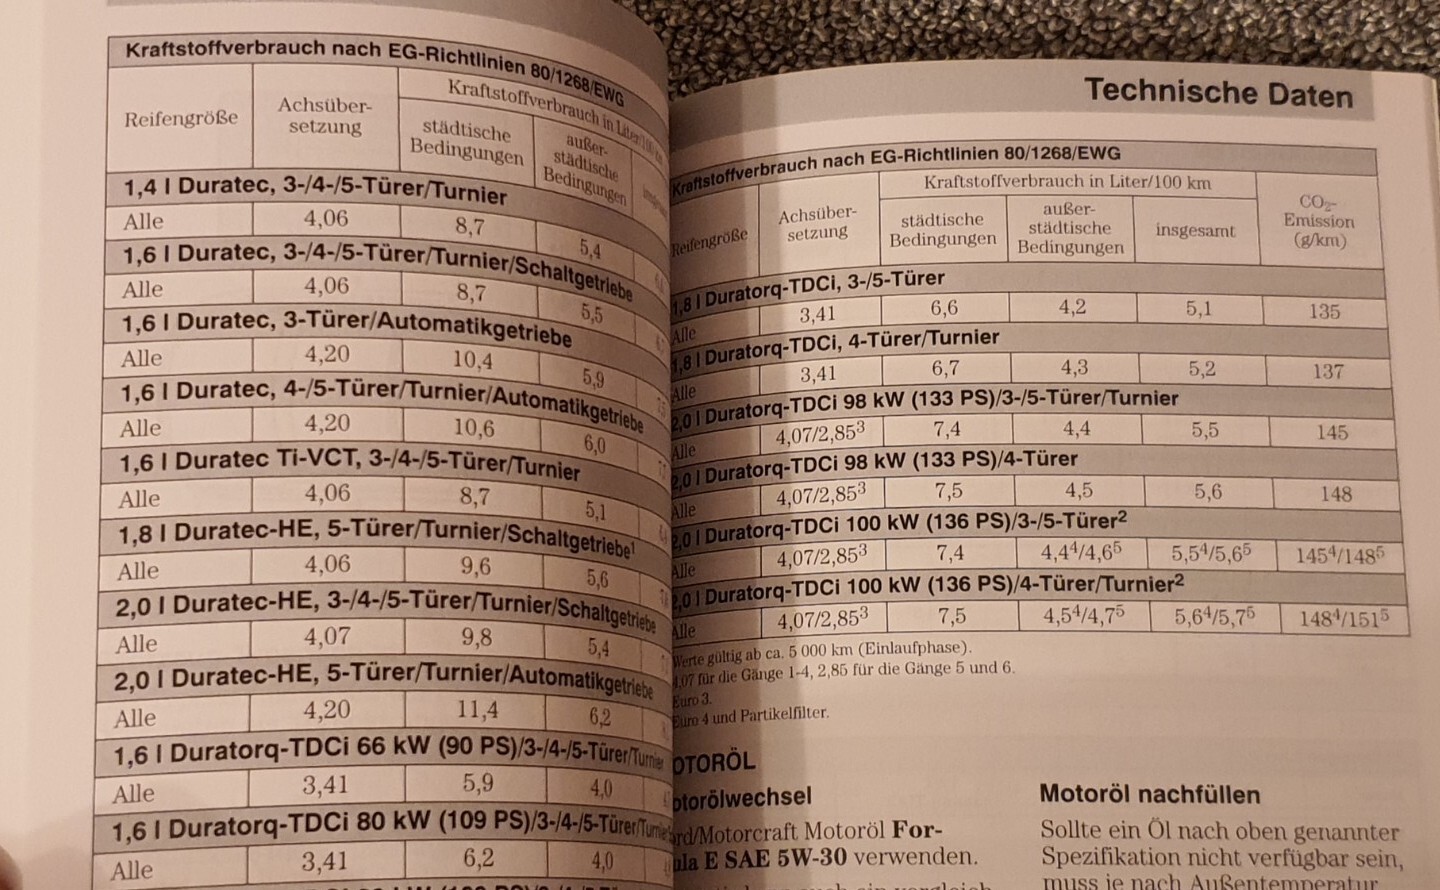 Kraftstoffverbrauch nach EG-Richtlinien 80/1268/EWG
Reifengröße
Achsüber-
setzung
Kraftstoffverbrauch in Liter/100 km
städtische
Bedingungen
außer-
städtische
Bedingungen
1,4 l Duratec, 3-/4-/5-Türer/Turnier
Alle 4,06 8,7 5,4
1,6 l Duratec, 3-/4-/5-Türer/Turnier/Schaltgetriebe
Alle 4,06 8,7 5,5
1,6 l Duratec, 3-Türer/Automatikgetriebe
Alle 4,20 10,4 5,9
1,6 l Duratec, 4-/5-Türer/Turnier/Automatikgetriebe
Alle 4,20 10,6 6,0
1,6 l Duratec Ti-VCT, 3-/4-/5-Türer/Turnier
Alle 4,06 8,7 5,1
1,8 l Duratec-HE, 5-Türer/Turnier/Schaltgetriebe¹
Alle 4,06 9,6 5,6
2,0 l Duratec-HE, 3-/4-/5-Türer/Turnier/Schaltgetriebe
Alle 4,07 9,8 5,4
2,0 l Duratec-HE, 5-Türer/Turnier/Automatikgetriebe
Alle 4,20 11,4 6,2
1,6 l Duratorq-TDCi 66 kW (90 PS)/3-/4-/5-Türer/Turnier
Alle 3,41 5,9 4,0
1,6 l Duratorq-TDCi 80 kW (109 PS)/3-/4-/5-Türer/Turnier
Alle 3,41 6,2 4,0
Technische Daten
Kraftstoffverbrauch nach EG-Richtlinien 80/1268/EWG
Reifengröße
Achsüber-
setzung
Kraftstoffverbrauch in Liter/100 km
städtische
Bedingungen
außer-
städtische
Bedingungen
insgesamt
CO₂-
Emission
(g/km)
1,8 l Duratorq-TDCi, 3-/5-Türer
Alle 3,41 6,6 4,2 5,1 135
1,8 l Duratorq-TDCi, 4-Türer/Turnier
Alle 3,41 6,7 4,3 5,2 137
2,0 l Duratorq-TDCi 98 kW (133 PS)/3-/5-Türer/Turnier
Alle 4,07/2,85³ 7,4 4,4 5,5 145
2,0 l Duratorq-TDCi 98 kW (133 PS)/4-Türer
Alle 4,07/2,85³ 7,5 4,5 5,6 148
2,0 l Duratorq-TDCi 100 kW (136 PS)/3-/5-Türer²
Alle 4,07/2,85³ 7,4 4,4⁴/4,6⁵ 5,5⁴/5,6⁵ 145⁴/148⁵
2,0 l Duratorq-TDCi 100 kW (136 PS)/4-Türer/Turnier²
Alle 4,07/2,85³ 7,5 4,5⁴/4,7⁵ 5,6⁴/5,7⁵ 148⁴/151⁵
Werte gültig ab ca. 5 000 km (Einlaufphase).
4,07 für die Gänge 1-4, 2,85 für die Gänge 5 und 6.
Euro 3.
Euro 4 und Partikelfilter.
OTORÖL
otorölwechsel
ord/Motorcraft Motoröl For-
ula E SAE 5W-30 verwenden.
Motoröl nachfüllen
Sollte ein Öl nach oben genannter
Spezifikation nicht verfügbar sein,
muss je nach Außentemperatur